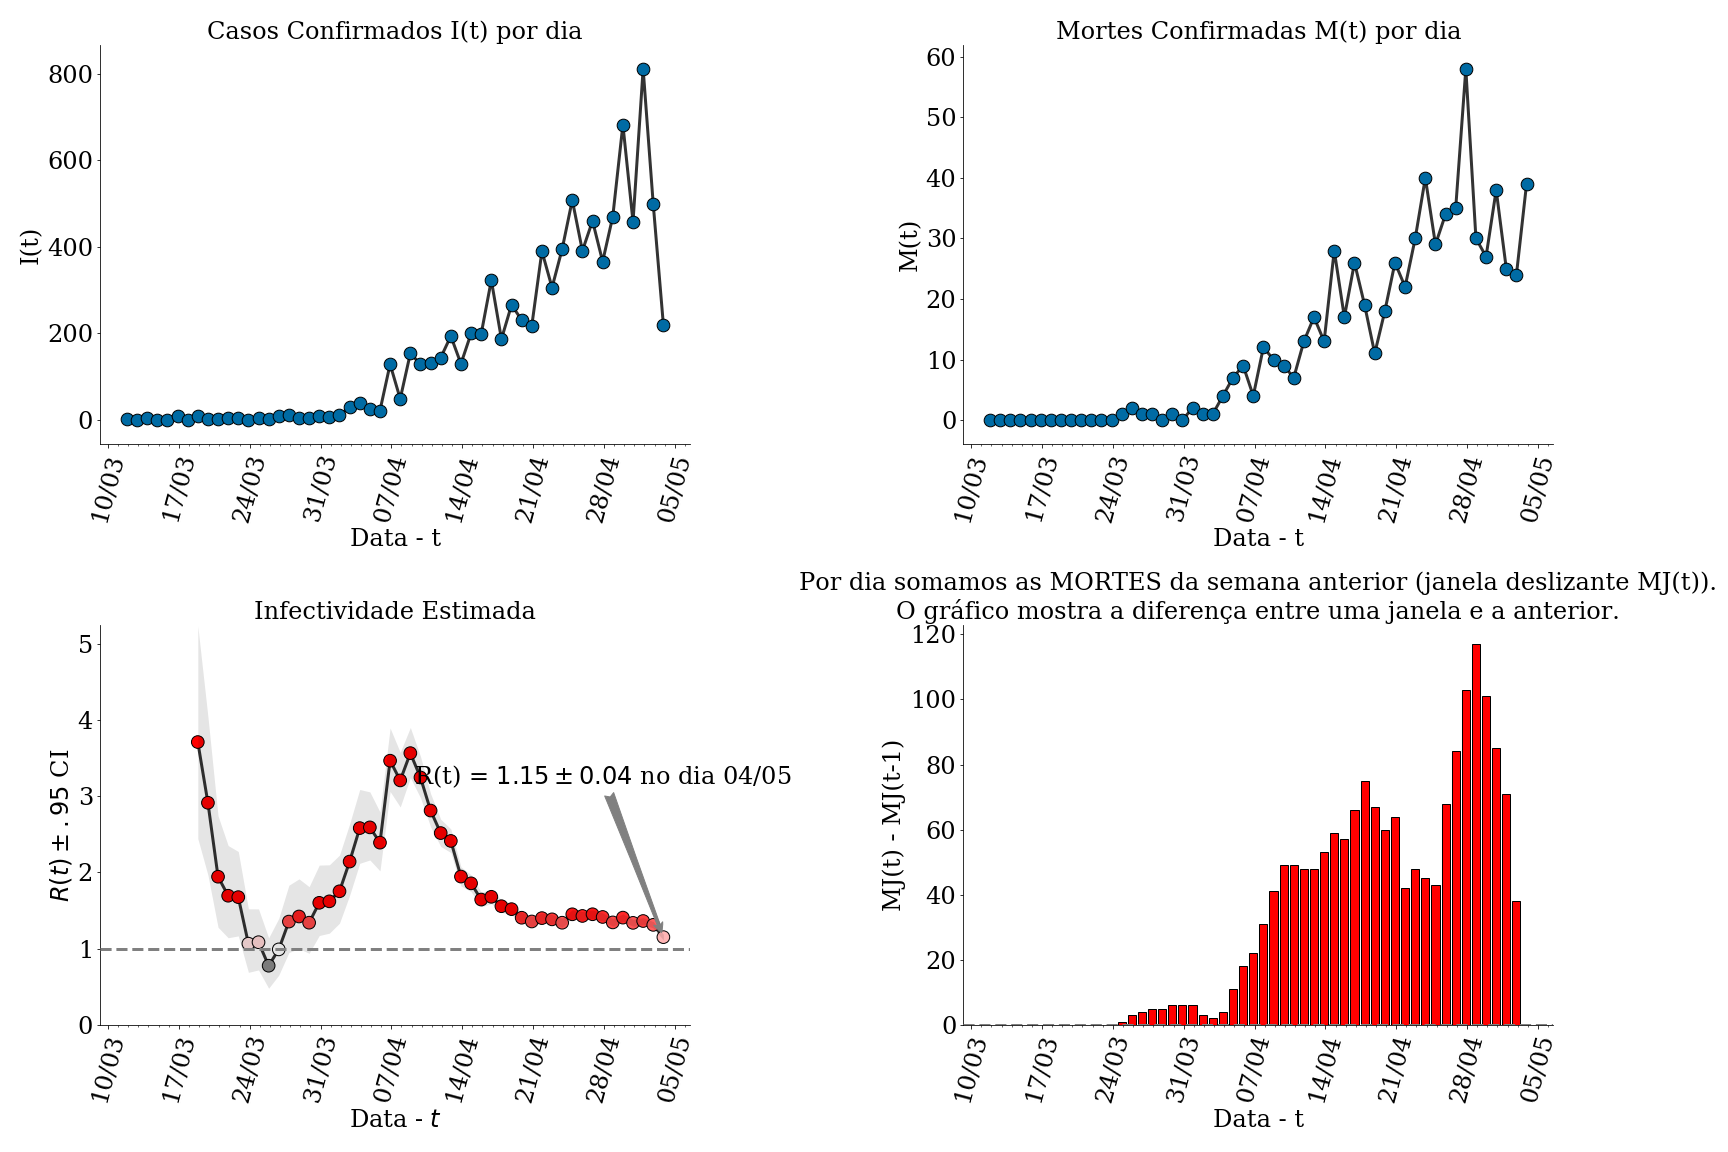 Casos Confirmados I(t) por dia
I(t)
800
600
400
200
0
10/03 17/03 24/03 31/03 07/04 14/04 21/04 28/04 05/05
Data - t
Mortes Confirmadas M(t) por dia
M(t)
60
50
40
30
20
10
0
10/03 17/03 24/03 31/03 07/04 14/04 21/04 28/04 05/05
Data - t
Infectividade Estimada
R(t) ± .95 CI
5
4
3
2
1
0
R(t) = 1.15 ± 0.04 no dia 04/05
10/03 17/03 24/03 31/03 07/04 14/04 21/04 28/04 05/05
Data - t
Por dia somamos as MORTES da semana anterior (janela deslizante MJ(t)).
O gráfico mostra a diferença entre uma janela e a anterior.
MJ(t) - MJ(t-1)
120
100
80
60
40
20
0
10/03 17/03 24/03 31/03 07/04 14/04 21/04 28/04 05/05
Data - t